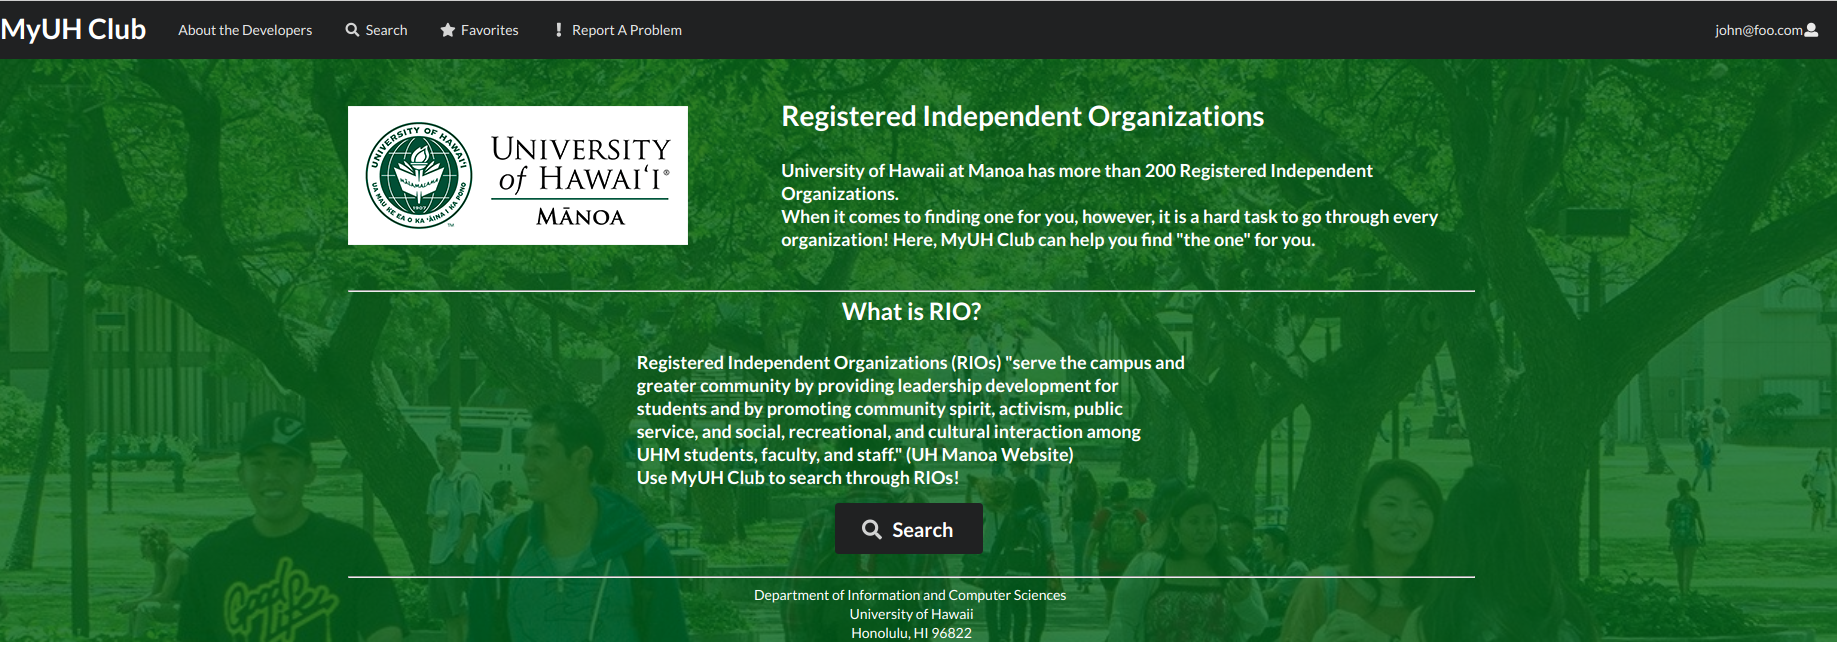 MyUH Club
About the Developers
Search
Favorites
Report A Problem
john@foo.com
UNIVERSITY OF HAWAI'I
MALAMALAMA
1907
UA MAU KE EA O KA ʻĀINA I KA PONO
™
UNIVERSITY
of HAWAI‘I®
MĀNOA
Registered Independent Organizations
University of Hawaii at Manoa has more than 200 Registered Independent
Organizations.
When it comes to finding one for you, however, it is a hard task to go through every
organization! Here, MyUH Club can help you find "the one" for you.
What is RIO?
Registered Independent Organizations (RIOs) "serve the campus and
greater community by providing leadership development for
students and by promoting community spirit, activism, public
service, and social, recreational, and cultural interaction among
UHM students, faculty, and staff." (UH Manoa Website)
Use MyUH Club to search through RIOs!
Search
Department of Information and Computer Sciences
University of Hawaii
Honolulu, HI 96822